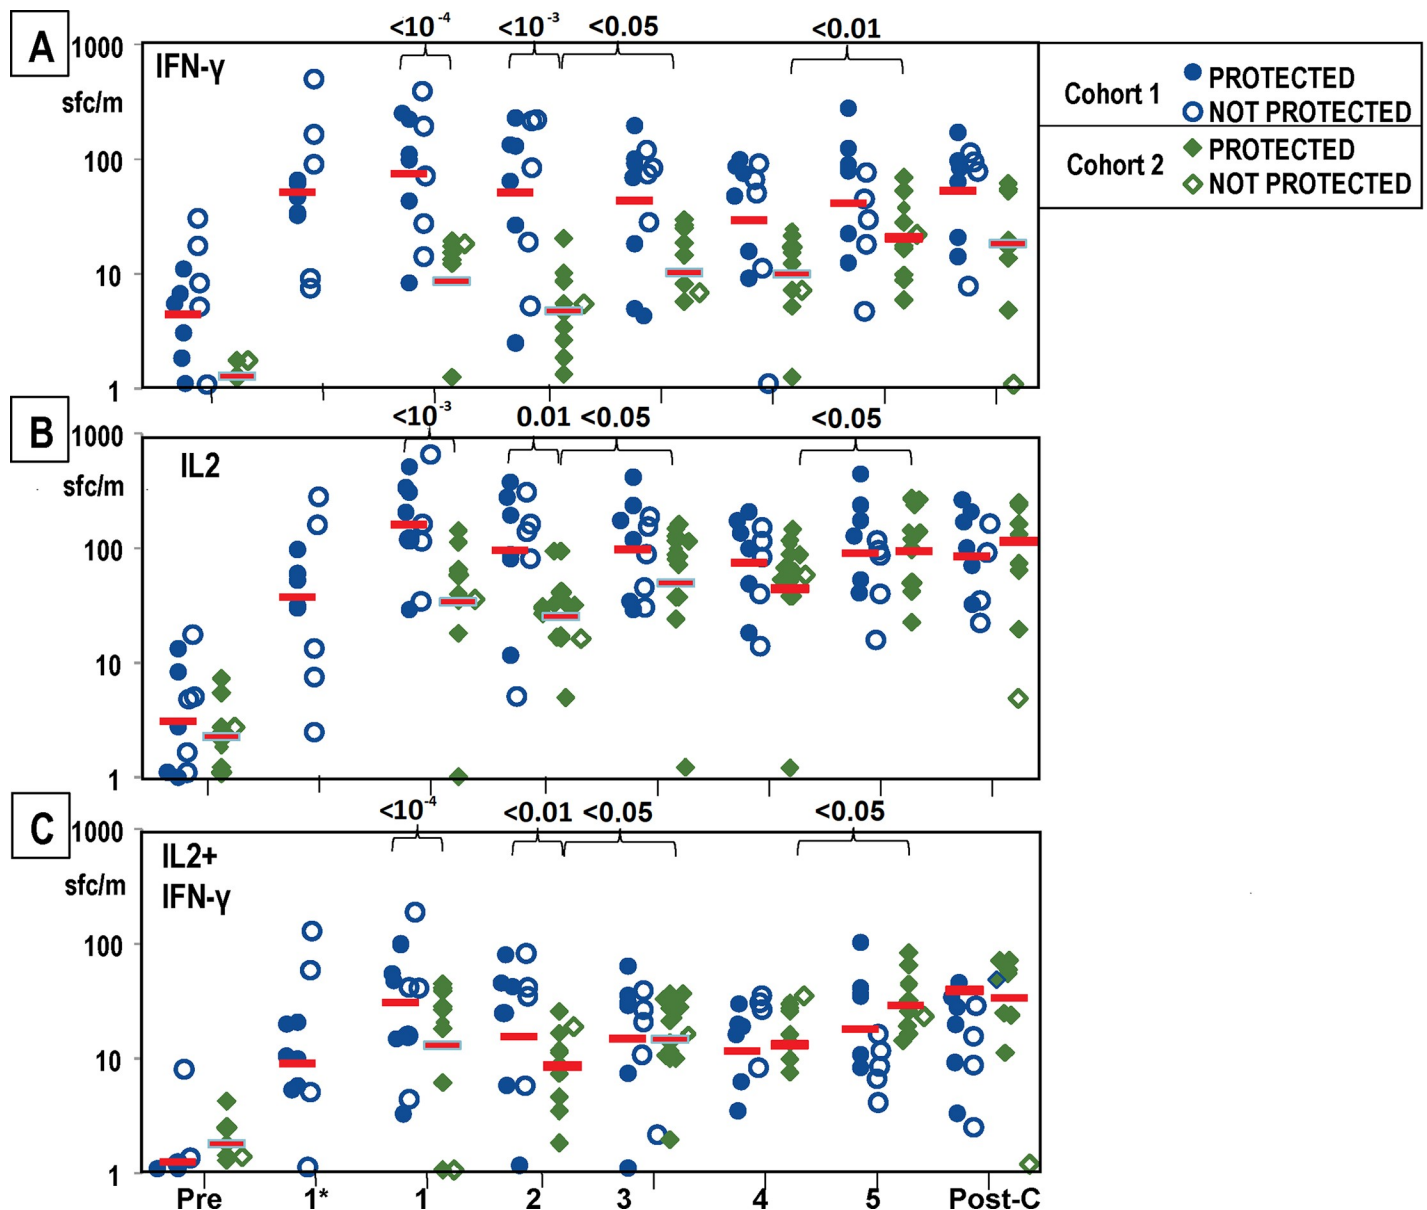 A
1000
sfc/m
100
10
1
IFN-γ
<10-4
<10-3
<0.05
<0.01
Cohort 1
PROTECTED
NOT PROTECTED
Cohort 2
PROTECTED
NOT PROTECTED
B
1000
sfc/m
100
10
1
IL2
<10-3
0.01
<0.05
<0.05
C
1000
sfc/m
100
10
1
IL2+
IFN-γ
<10-4
<0.01
<0.05
<0.05
Pre 1* 1 2 3 4 5 Post-C